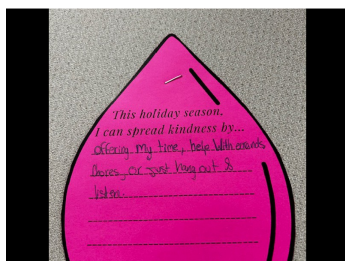 This holiday season,
I can spread kindness by...
offering my time, help with errands
chores, or just hang out &
listen.